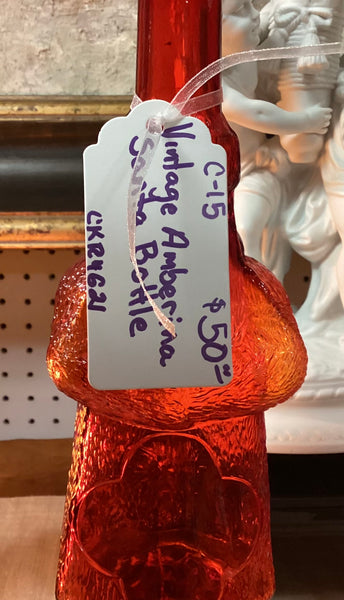 C-15 $50.00
Vintage Amberina
Santa Bottle